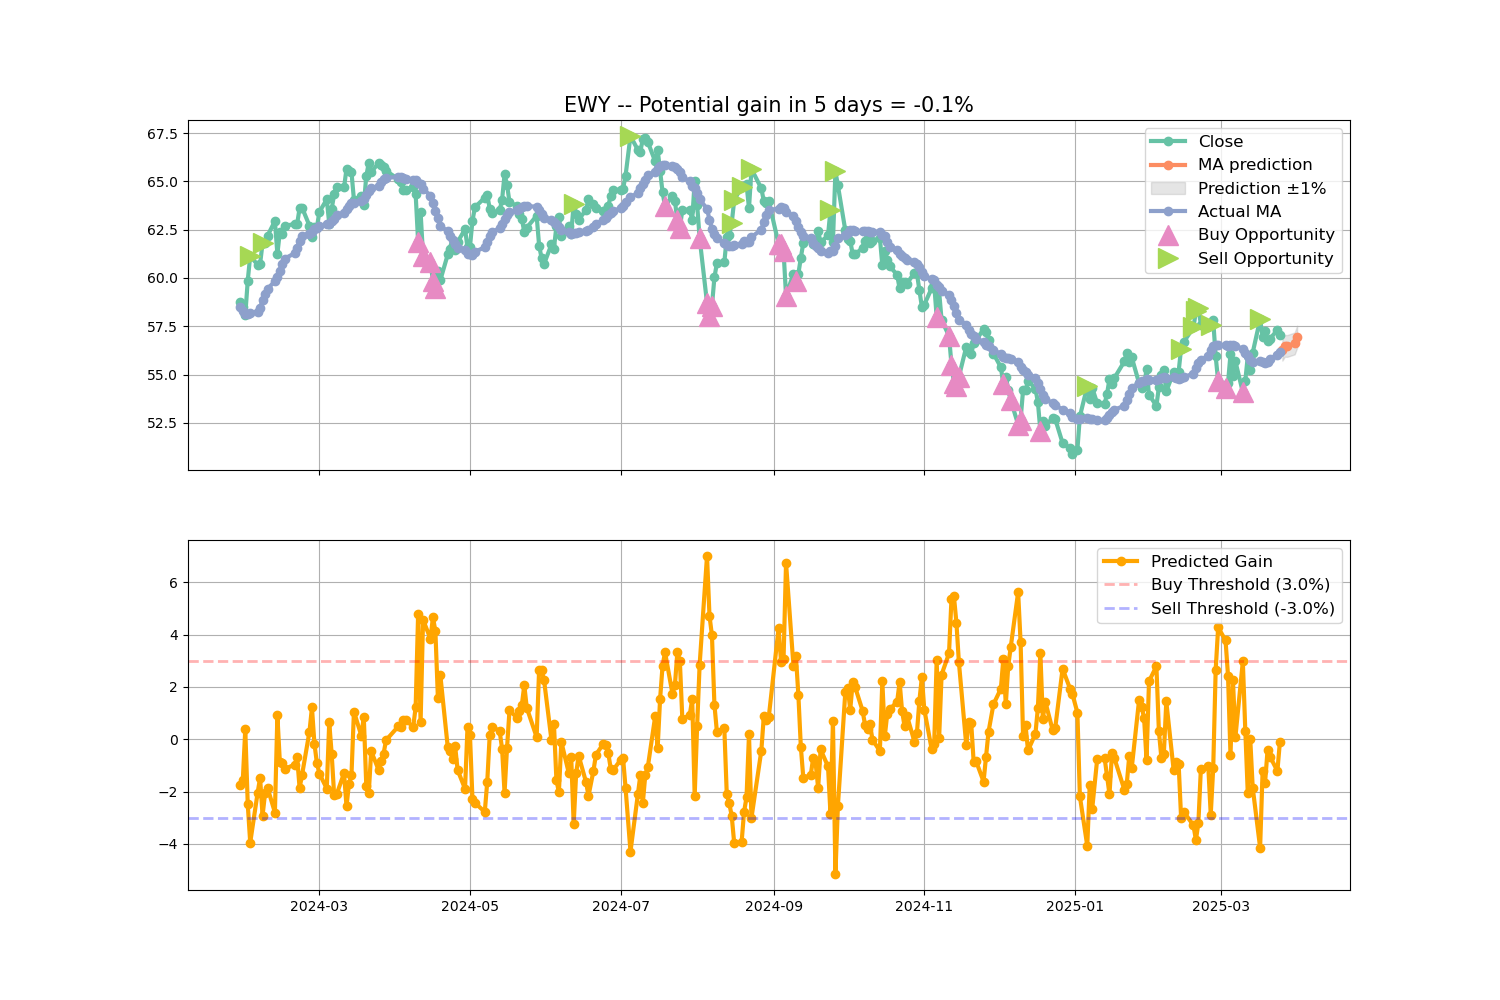 EWY -- Potential gain in 5 days = -0.1%
67.5
65.0
62.5
60.0
57.5
55.0
52.5
Close
MA prediction
Prediction ±1%
Actual MA
Buy Opportunity
Sell Opportunity
6
4
2
0
−2
−4
Predicted Gain
Buy Threshold (3.0%)
Sell Threshold (-3.0%)
2024-03
2024-05
2024-07
2024-09
2024-11
2025-01
2025-03